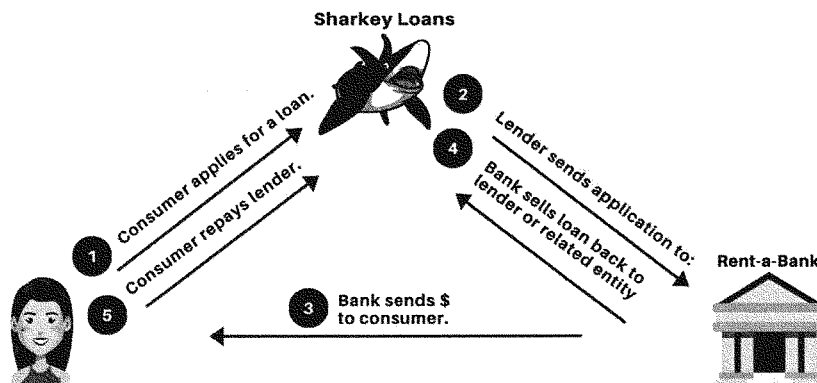 Sharkey Loans
2
4
Consumer applies for a loan.
Consumer repays lender.
Lender sends application to:
Bank sells loan back to
lender or related entity
1
5
Rent-a-Bank
3
Bank sends $
to consumer.